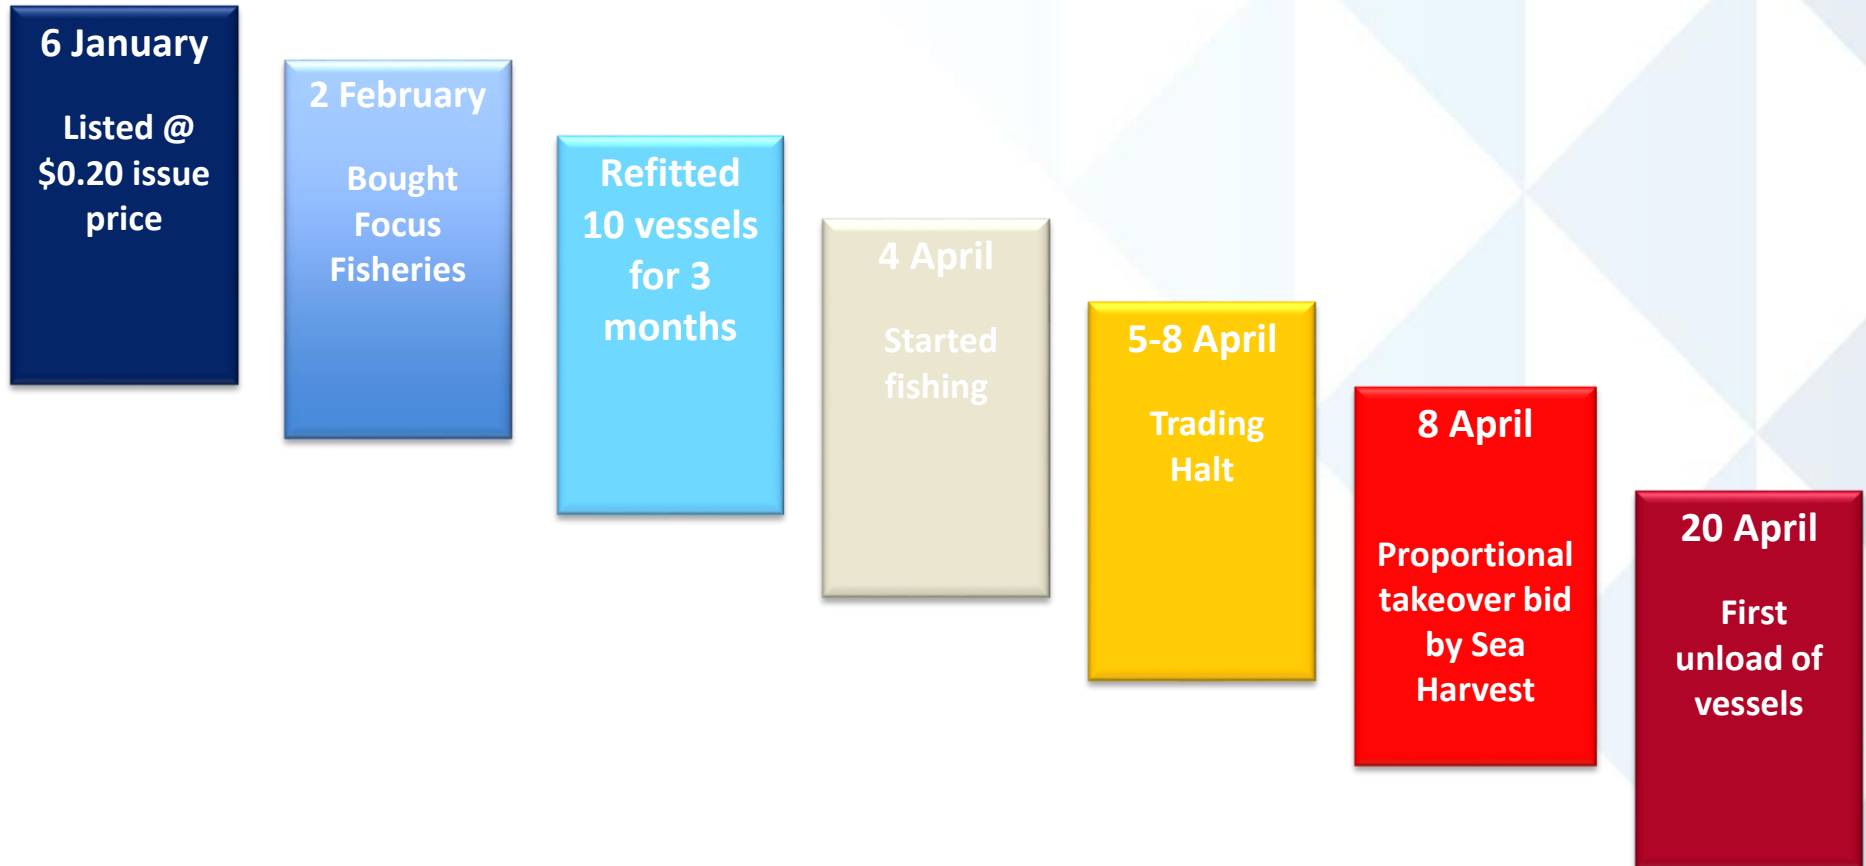 6 January
Listed @
$0.20 issue
price
2 February
Bought
Focus
Fisheries
Refitted
10 vessels
for 3
months
4 April
Started
fishing
5-8 April
Trading
Halt
8 April
Proportional
takeover bid
by Sea
Harvest
20 April
First
unload of
vessels